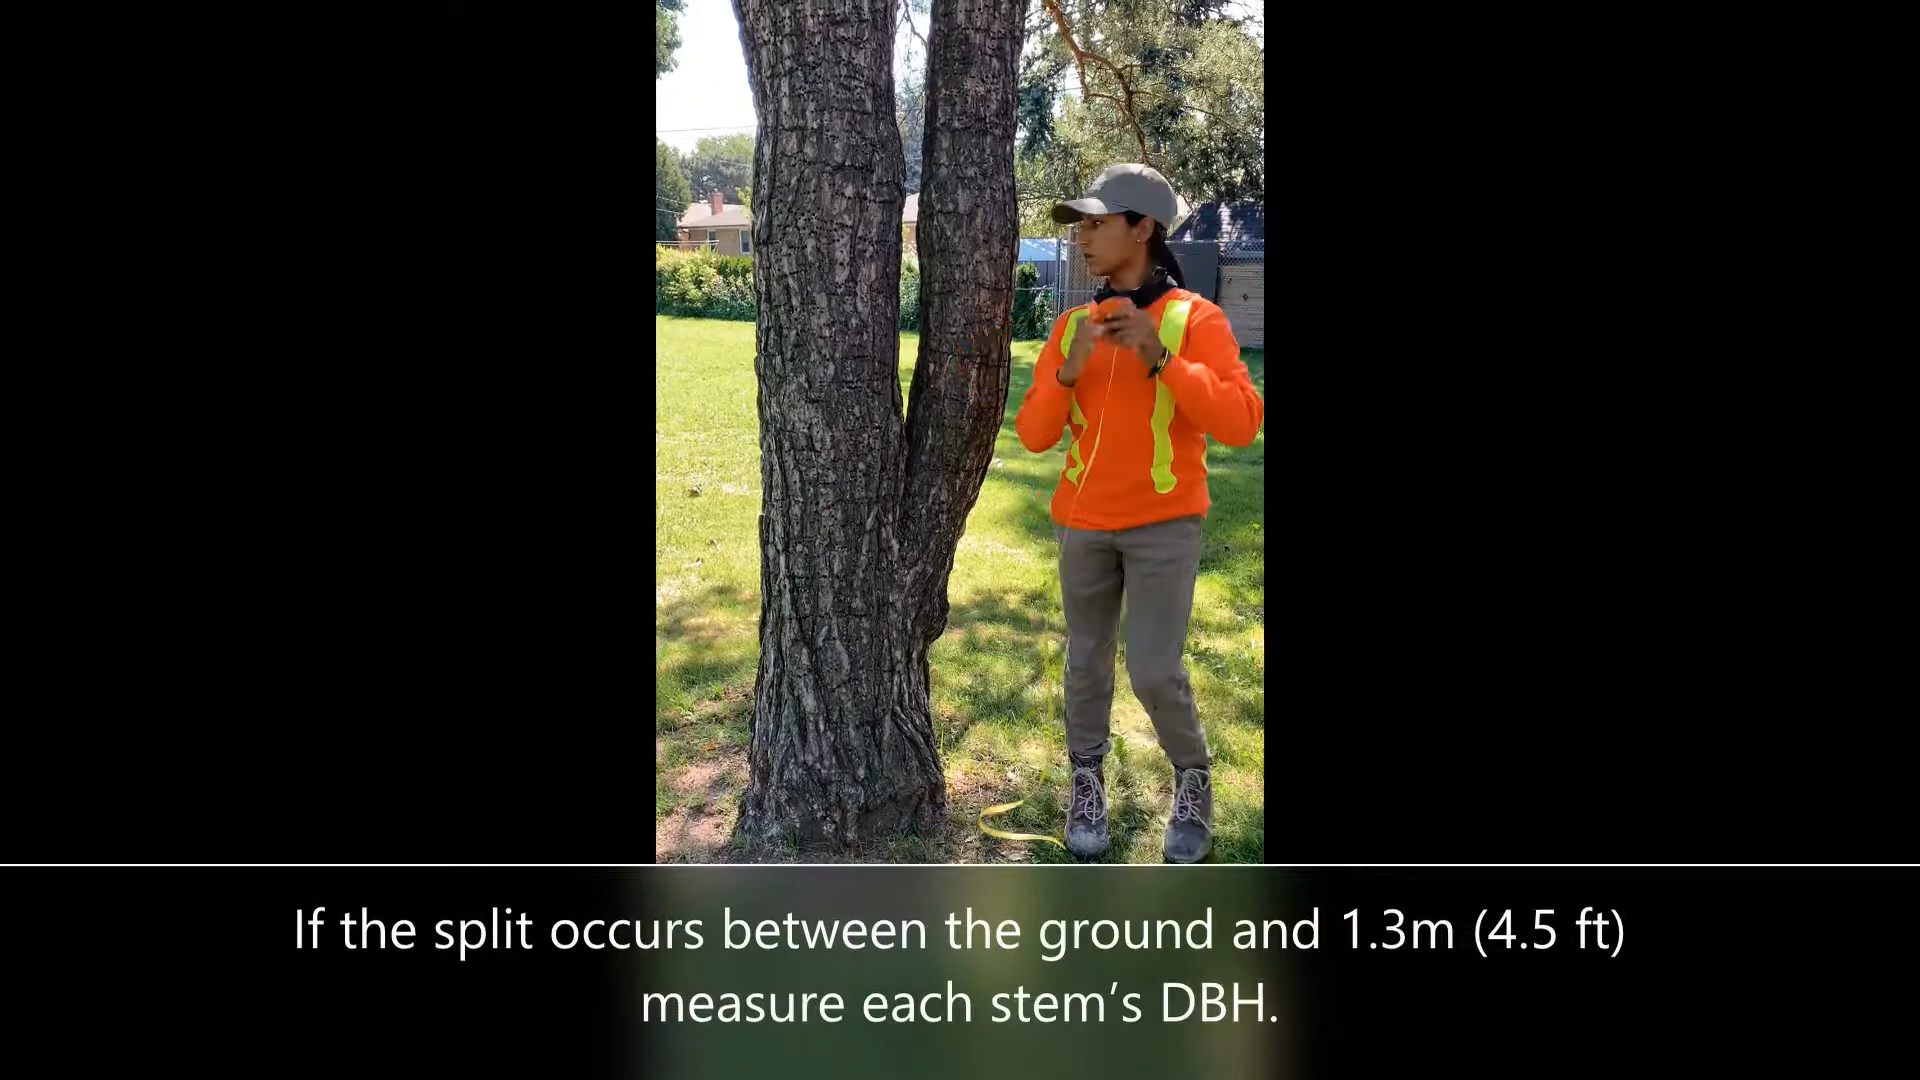 If the split occurs between the ground and 1.3m (4.5 ft)
measure each stem’s DBH.